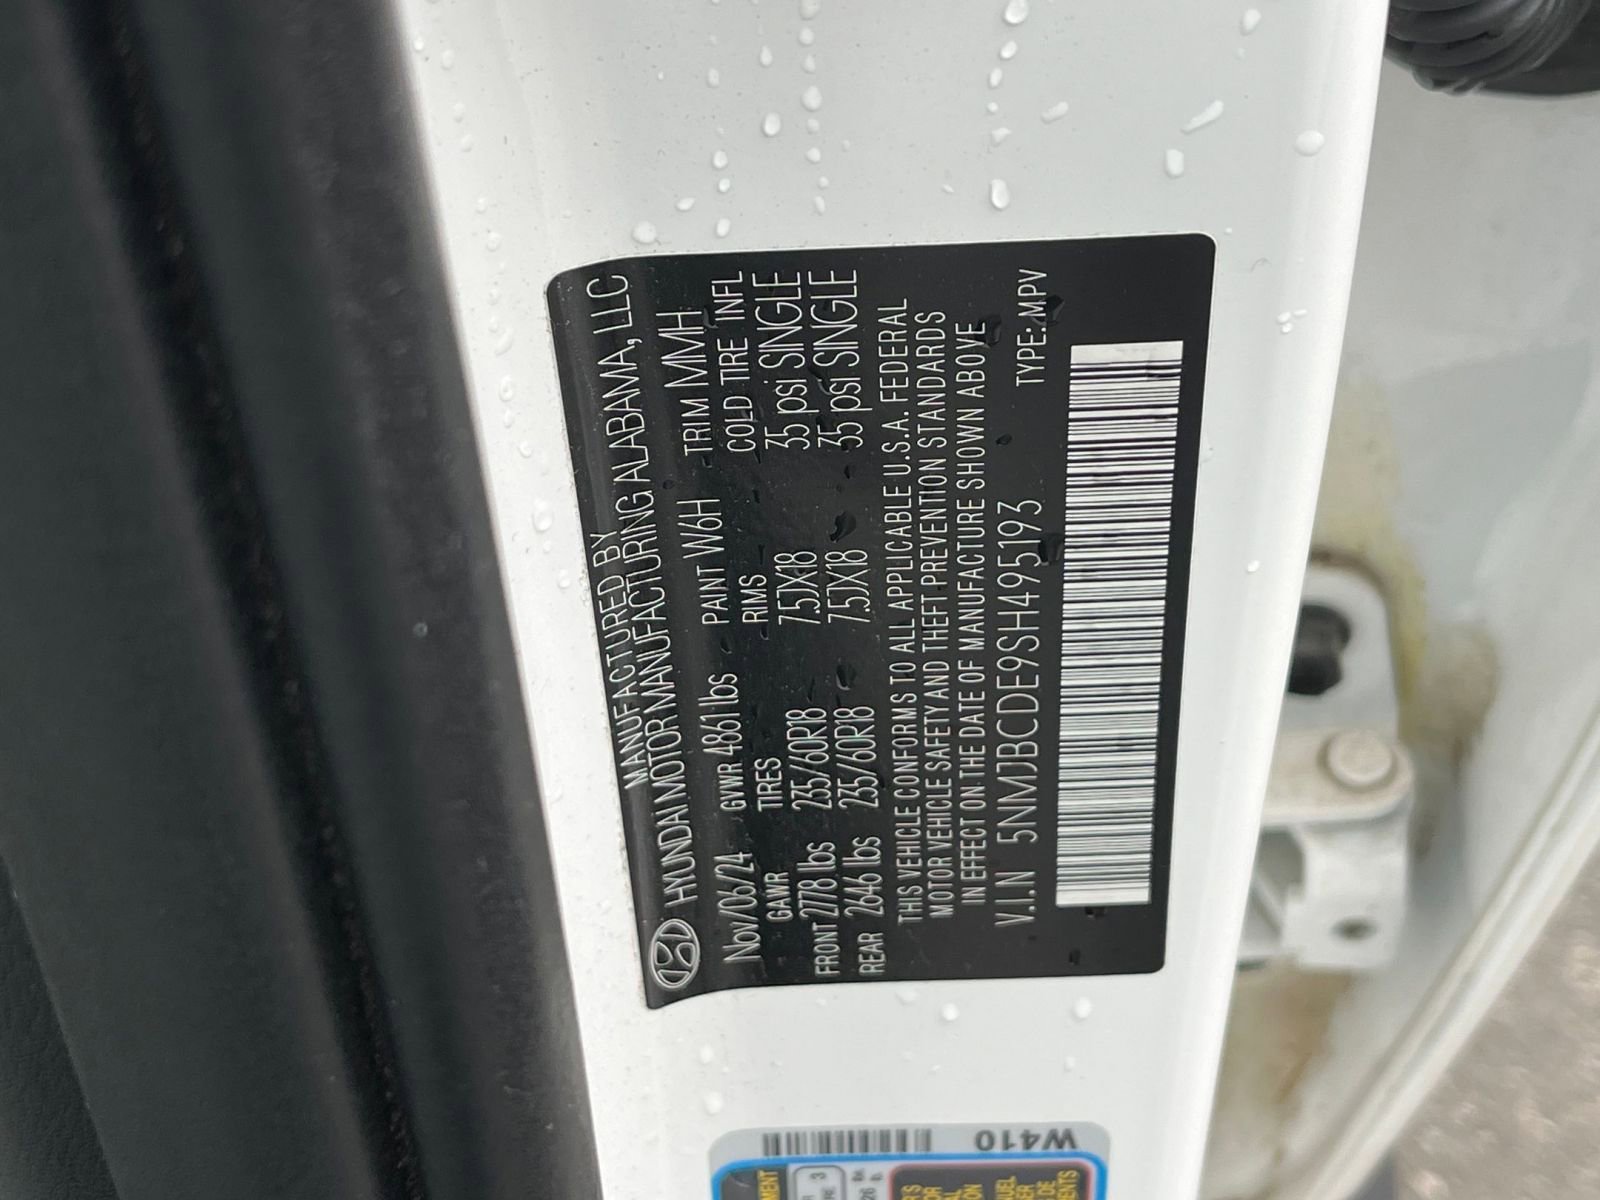 MANUFACTURED BY
HYUNDAI MOTOR MANUFACTURING ALABAMA, LLC
Nov/06/24 GVWR 4861 lbs PAINT W6H TRIM MMH
GAWR TIRES RIMS COLD TIRE INFL
FRONT 2778 lbs 235/60R18 7.5JX18 35 psi SINGLE
REAR 2646 lbs 235/60R18 7.5JX18 35 psi SINGLE
THIS VEHICLE CONFORMS TO ALL APPLICABLE U.S.A. FEDERAL
MOTOR VEHICLE SAFETY AND THEFT PREVENTION STANDARDS
IN EFFECT ON THE DATE OF MANUFACTURE SHOWN ABOVE
V.I.N 5NMJBCDE9SH495193 TYPE: MPV
W410